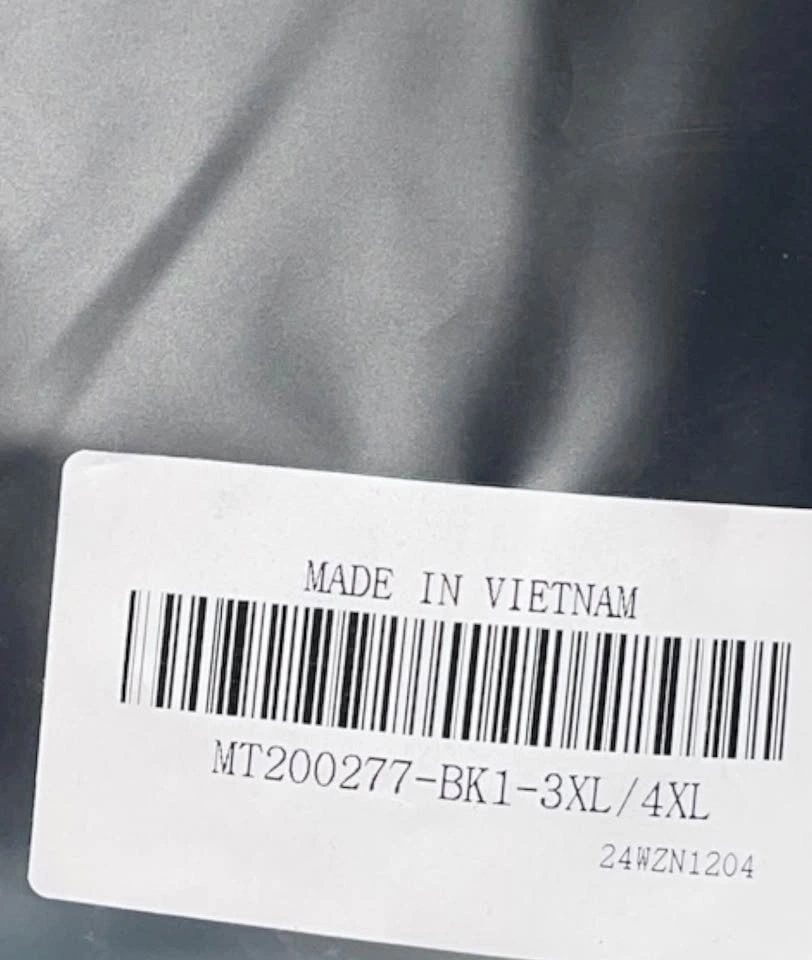 MADE IN VIETNAM
MT200277-BK1-3XL/4XL
24WZN1204